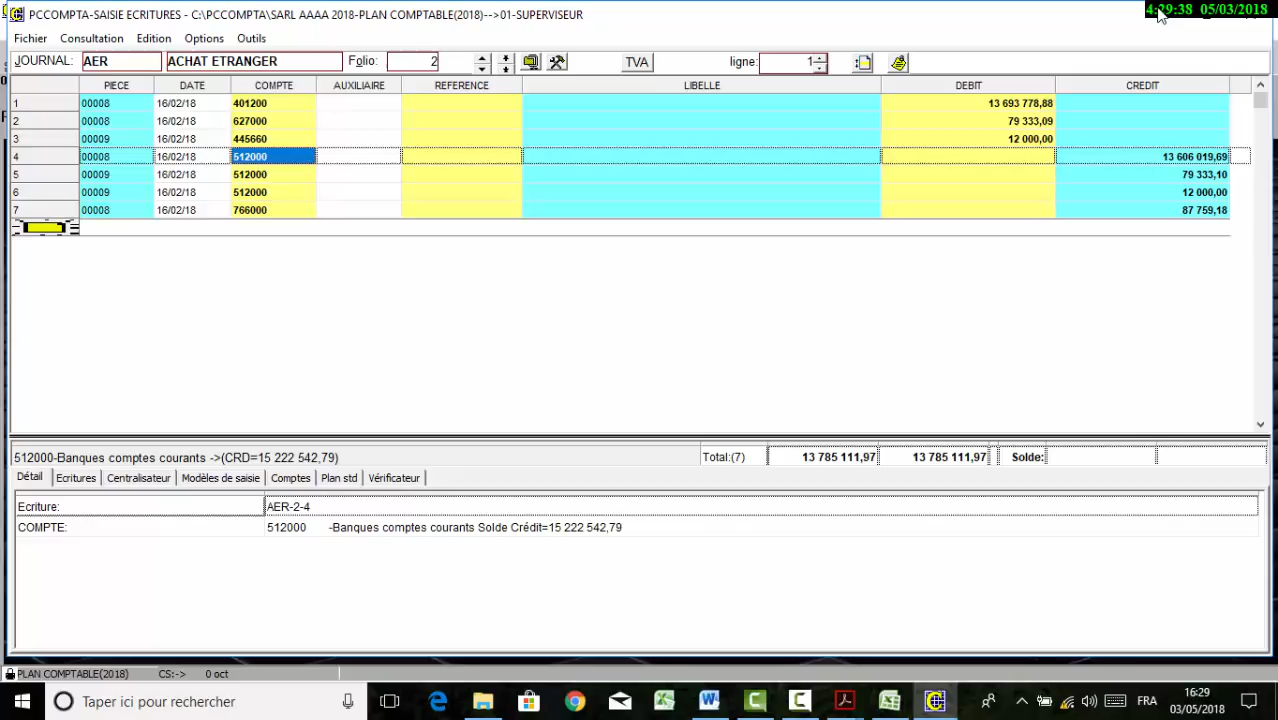 PCCOMPTA-SAISIE ECRITURES - C:\PCCOMPTA\SARL AAAA 2018-PLAN COMPTABLE(2018)-->01-SUPERVISEUR
4:29:38 05/03/2018
Fichier Consultation Edition Options Outils
JOURNAL: AER ACHAT ETRANGER Folio: 2 TVA ligne: 1
PIECE DATE COMPTE AUXILIAIRE REFERENCE LIBELLE DEBIT CREDIT
1 00008 16/02/18 401200 13 693 778,88
2 00008 16/02/18 627000 79 333,09
3 00009 16/02/18 445660 12 000,00
4 00008 16/02/18 512000 13 606 019,69
5 00009 16/02/18 512000 79 333,10
6 00009 16/02/18 512000 12 000,00
7 00008 16/02/18 766000 87 759,18
512000-Banques comptes courants ->(CRD=15 222 542,79) Total:(7) 13 785 111,97 13 785 111,97 Solde:
Détail Ecritures Centralisateur Modèles de saisie Comptes Plan std Vérificateur
Ecriture: AER-2-4
COMPTE: 512000 -Banques comptes courants Solde Crédit=15 222 542,79
PLAN COMPTABLE(2018) CS:-> 0 oct
Taper ici pour rechercher
FRA
16:29
03/05/2018